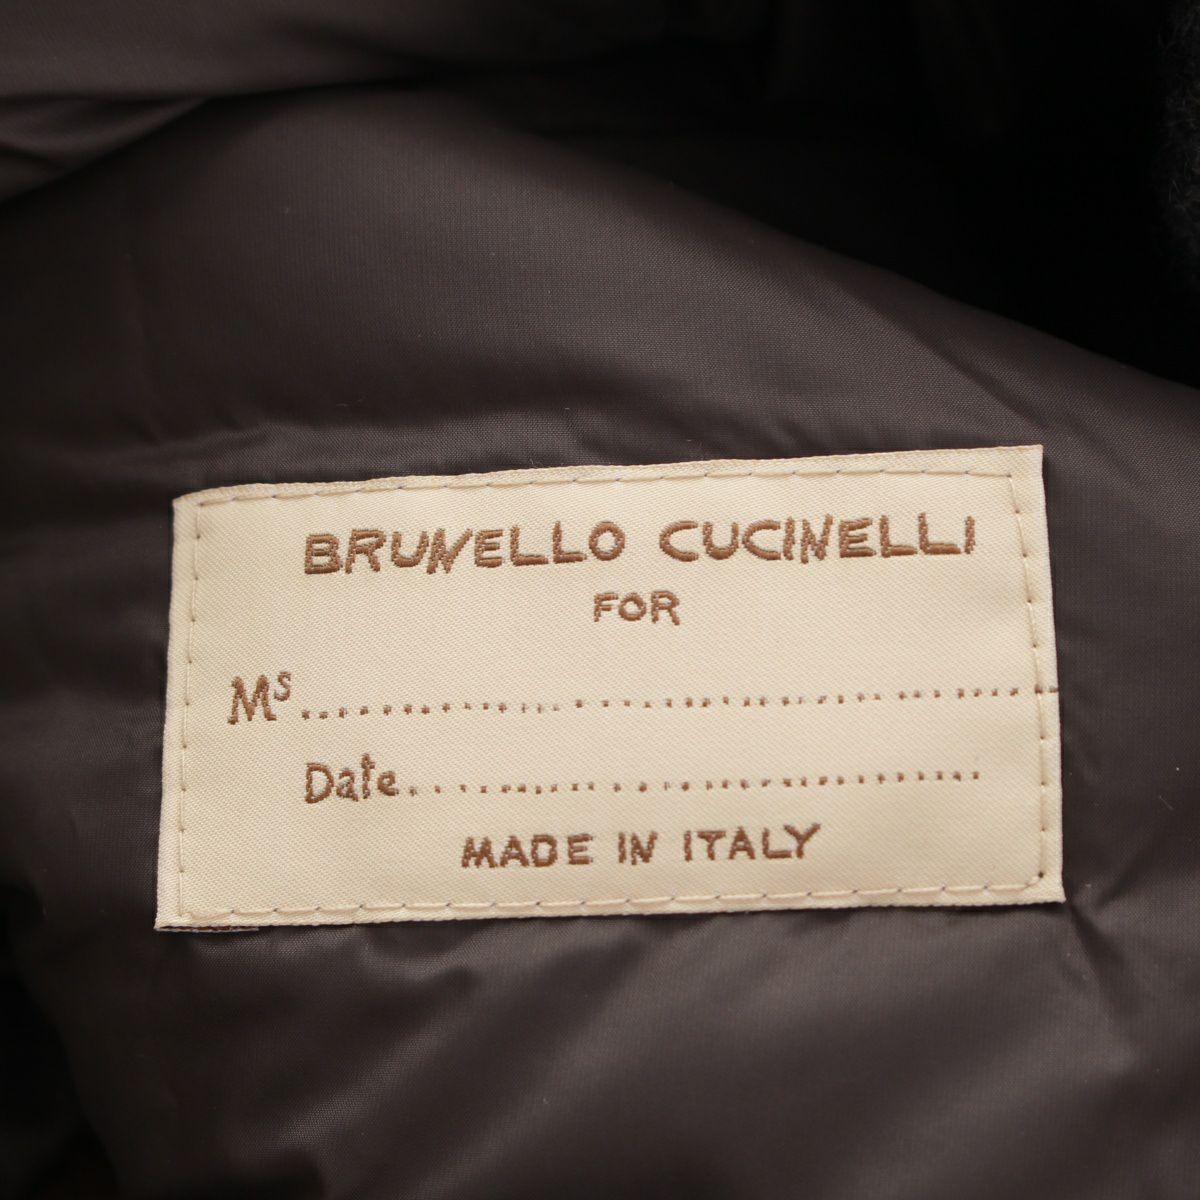 BRUNELLO CUCINELLI
FOR
Ms.......................................
Date..............................
MADE IN ITALY